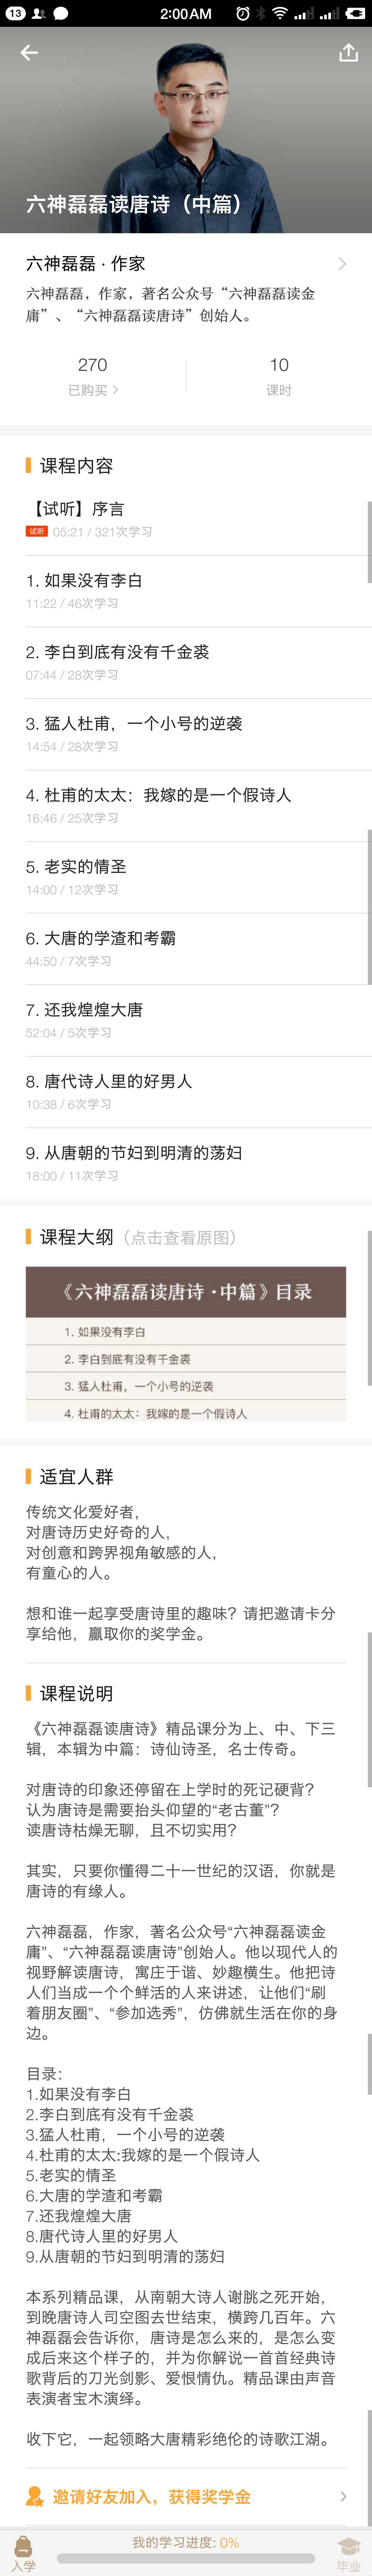 13
2:00AM
六神磊磊读唐诗（中篇）
六神磊磊 · 作家
六神磊磊，作家，著名公众号“六神磊磊读金
庸”、“六神磊磊读唐诗”创始人。
270
10
已购买
课时
课程内容
【试听】序言
试听 05:21 / 321次学习
1. 如果没有李白
11:22 / 46次学习
2. 李白到底有没有千金裘
07:44 / 28次学习
3. 猛人杜甫，一个小号的逆袭
14:54 / 28次学习
4. 杜甫的太太：我嫁的是一个假诗人
16:46 / 25次学习
5. 老实的情圣
14:00 / 12次学习
6. 大唐的学渣和考霸
44:50 / 7次学习
7. 还我煌煌大唐
52:04 / 5次学习
8. 唐代诗人里的好男人
10:38 / 6次学习
9. 从唐朝的节妇到明清的荡妇
18:00 / 11次学习
课程大纲（点击查看原图）
《六神磊磊读唐诗 · 中篇》目录
1. 如果没有李白
2. 李白到底有没有千金裘
3. 猛人杜甫，一个小号的逆袭
4. 杜甫的太太：我嫁的是一个假诗人
适宜人群
传统文化爱好者，
对唐诗历史好奇的人，
对创意和跨界视角敏感的人，
有童心的人。
想和谁一起享受唐诗里的趣味？请把邀请卡分
享给他，赢取你的奖学金。
课程说明
《六神磊磊读唐诗》精品课分为上、中、下三
辑，本辑为中篇：诗仙诗圣，名士传奇。
对唐诗的印象还停留在上学时的死记硬背？
认为唐诗是需要抬头仰望的“老古董”？
读唐诗枯燥无聊，且不切实用？
其实，只要你懂得二十一世纪的汉语，你就是
唐诗的有缘人。
六神磊磊，作家，著名公众号“六神磊磊读金
庸”、“六神磊磊读唐诗”创始人。他以现代人的
视野解读唐诗，寓庄于谐、妙趣横生。他把诗
人们当成一个个鲜活的人来讲述，让他们“刷
着朋友圈”、“参加选秀”，仿佛就生活在你的身
边。
目录：
1.如果没有李白
2.李白到底有没有千金裘
3.猛人杜甫，一个小号的逆袭
4.杜甫的太太:我嫁的是一个假诗人
5.老实的情圣
6.大唐的学渣和考霸
7.还我煌煌大唐
8.唐代诗人里的好男人
9.从唐朝的节妇到明清的荡妇
本系列精品课，从南朝大诗人谢朓之死开始，
到晚唐诗人司空图去世结束，横跨几百年。六
神磊磊会告诉你，唐诗是怎么来的，是怎么变
成后来这个样子的，并为你解说一首首经典诗
歌背后的刀光剑影、爱恨情仇。精品课由声音
表演者宝木演绎。
收下它，一起领略大唐精彩绝伦的诗歌江湖。
邀请好友加入，获得奖学金
我的学习进度: 0%
入学
毕业